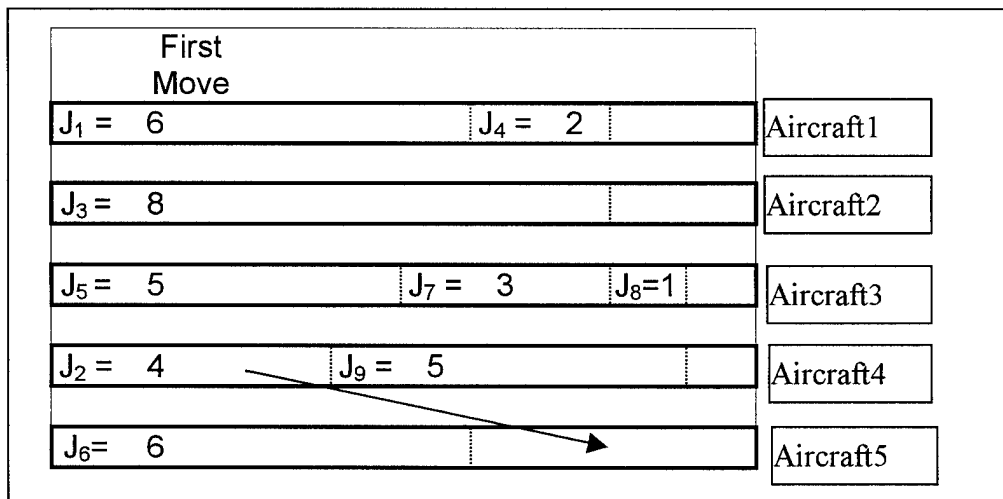 First
Move
J₁ = 6 J₄ = 2 Aircraft1
J₃ = 8 Aircraft2
J₅ = 5 J₇ = 3 J₈=1 Aircraft3
J₂ = 4 J₉ = 5 Aircraft4
J₆= 6 Aircraft5